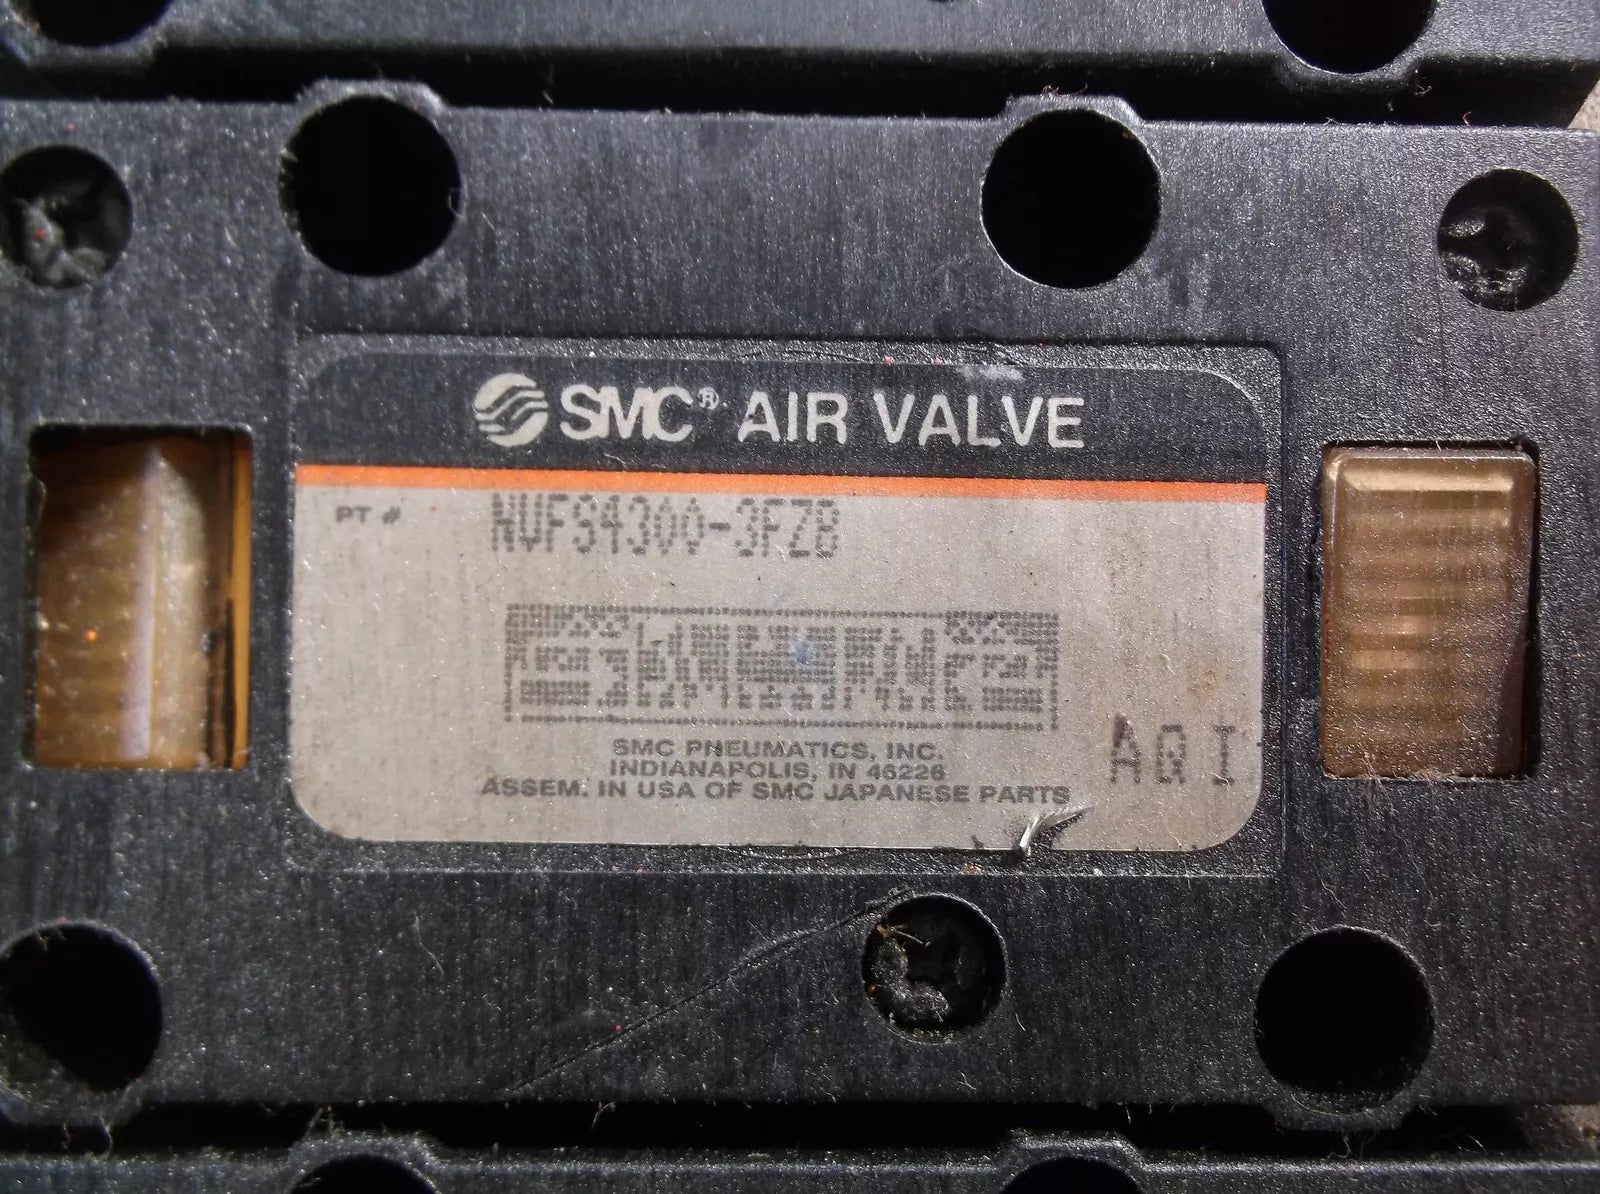 SMC® AIR VALVE
PT # NVFS4300-3FZB
SMC PNEUMATICS, INC.
INDIANAPOLIS, IN 46226
ASSEM. IN USA OF SMC JAPANESE PARTS
AQI